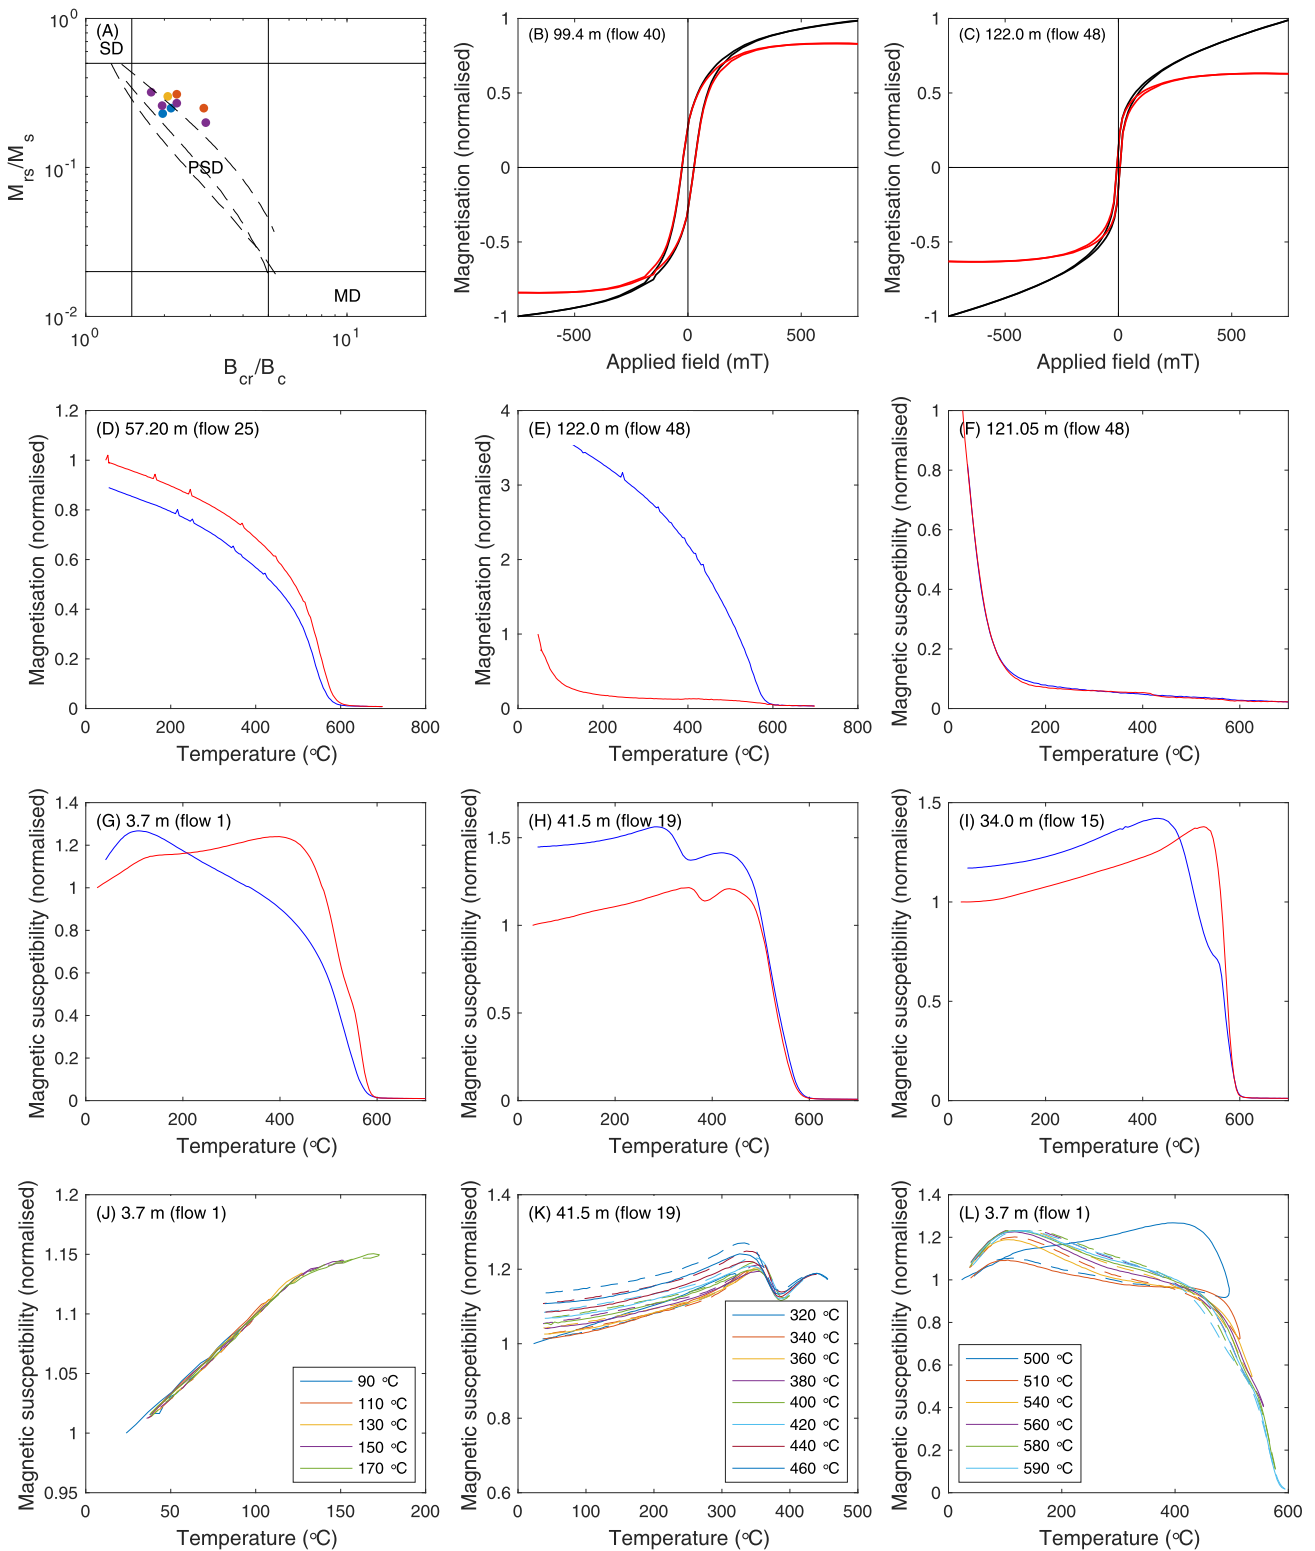 (A)
SD
PSD
MD
10^0
10^-1
10^-2
M_rs/M_s
10^0
10^1
B_cr/B_c
(B) 99.4 m (flow 40)
1
0.5
0
-0.5
-1
Magnetisation (normalised)
-500
0
500
Applied field (mT)
(C) 122.0 m (flow 48)
1
0.5
0
-0.5
-1
Magnetisation (normalised)
-500
0
500
Applied field (mT)
(D) 57.20 m (flow 25)
1.2
1
0.8
0.6
0.4
0.2
0
Magnetisation (normalised)
0
200
400
600
800
Temperature (°C)
(E) 122.0 m (flow 48)
4
3
2
1
0
Magnetisation (normalised)
0
200
400
600
800
Temperature (°C)
(F) 121.05 m (flow 48)
1
0.8
0.6
0.4
0.2
0
Magnetic suscpetibility (normalised)
0
200
400
600
Temperature (°C)
(G) 3.7 m (flow 1)
1.4
1.2
1
0.8
0.6
0.4
0.2
0
Magnetic suscpetibility (normalised)
0
200
400
600
Temperature (°C)
(H) 41.5 m (flow 19)
1.5
1
0.5
0
Magnetic suscpetibility (normalised)
0
200
400
600
Temperature (°C)
(I) 34.0 m (flow 15)
1.5
1
0.5
0
Magnetic suscpetibility (normalised)
0
200
400
600
Temperature (°C)
(J) 3.7 m (flow 1)
1.2
1.15
1.1
1.05
1
0.95
Magnetic suscpetibility (normalised)
90 °C
110 °C
130 °C
150 °C
170 °C
0
50
100
150
200
Temperature (°C)
(K) 41.5 m (flow 19)
1.4
1.2
1
0.8
0.6
Magnetic suscpetibility (normalised)
320 °C
340 °C
360 °C
380 °C
400 °C
420 °C
440 °C
460 °C
0
100
200
300
400
500
Temperature (°C)
(L) 3.7 m (flow 1)
1.4
1.2
1
0.8
0.6
0.4
0.2
0
Magnetic suscpetibility (normalised)
500 °C
510 °C
540 °C
560 °C
580 °C
590 °C
0
200
400
600
Temperature (°C)